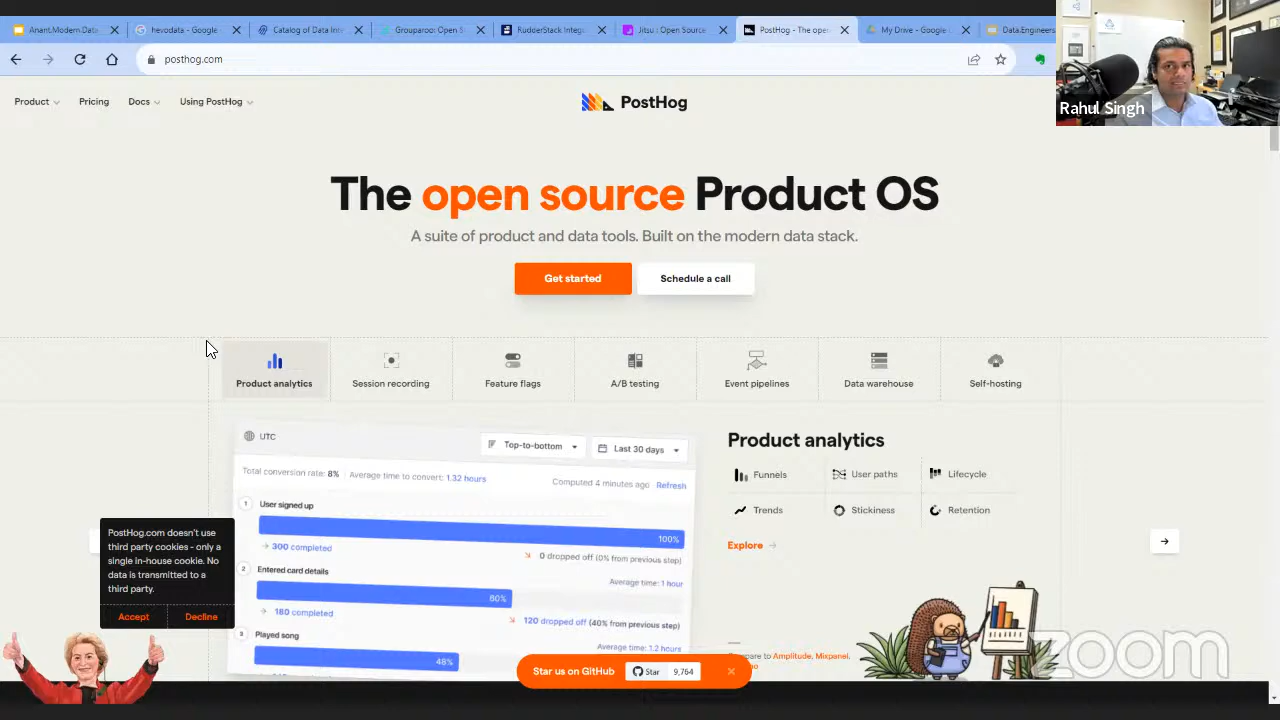 Anant.Modern.Data
hevodata - Google
Catalog of Data Int
Grouparoo: Open S
RudderStack Integ
Jitsu : Open Source
PostHog - The open
My Drive - Google
Data.Engineers
posthog.com
Rahul Singh
Product
Pricing
Docs
Using PostHog
PostHog
The open source Product OS
A suite of product and data tools. Built on the modern data stack.
Get started
Schedule a call
Product analytics
Session recording
Feature flags
A/B testing
Event pipelines
Data warehouse
Self-hosting
UTC
Top-to-bottom
Last 30 days
Total conversion rate: 8%
Average time to convert: 1.32 hours
Computed 4 minutes ago
Refresh
1
User signed up
100%
→ 300 completed
0 dropped off (0% from previous step)
2
Entered card details
Average time: 1 hour
60%
→ 180 completed
120 dropped off (40% from previous step)
3
Played song
Average time: 1.2 hours
48%
Product analytics
Funnels
User paths
Lifecycle
Trends
Stickiness
Retention
Explore →
to Amplitude, Mixpanel,
PostHog.com doesn't use
third party cookies - only a
single in-house cookie. No
data is transmitted to a
third party.
Accept
Decline
Star us on GitHub
Star
9,764
zoom